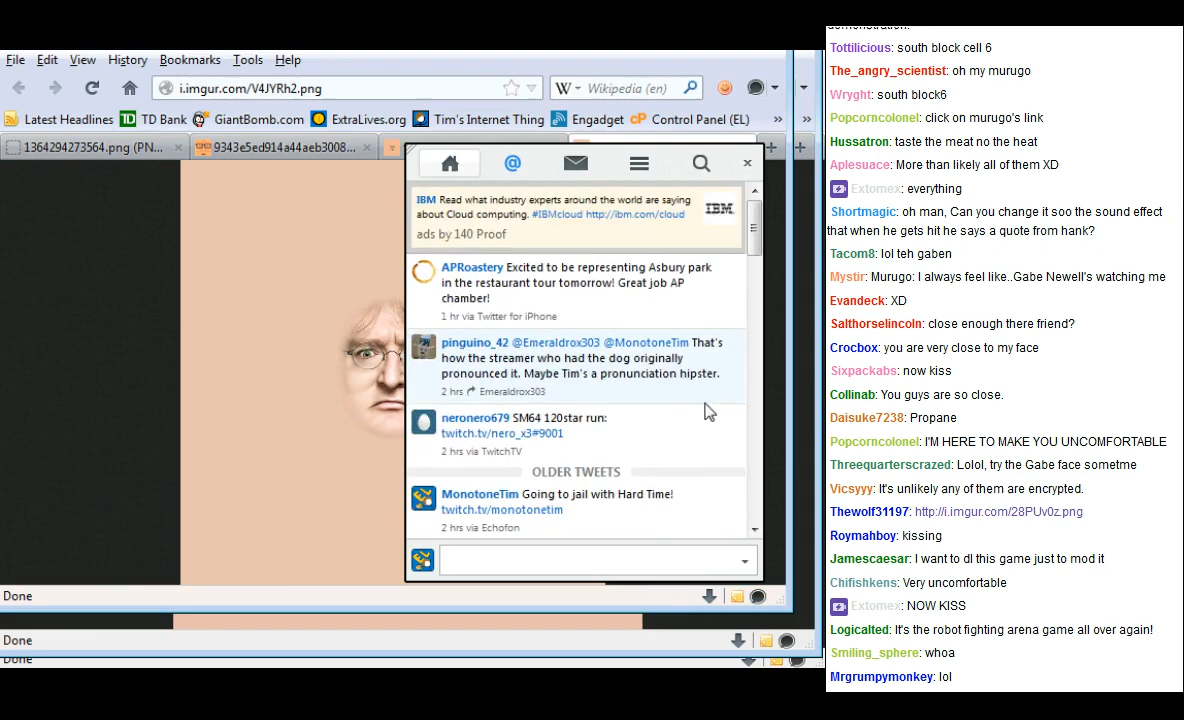 File Edit View History Bookmarks Tools Help
i.imgur.com/V4JYRh2.png
Wikipedia (en)
Latest Headlines TD Bank GiantBomb.com ExtraLives.org Tim's Internet Thing Engadget Control Panel (EL) »
1364294273564.png (PN...
9343e5ed914a44aeb3008...
IBM Read what industry experts around the world are saying
about Cloud computing. #IBMcloud http://ibm.com/cloud
IBM
ads by 140 Proof
APRoastery Excited to be representing Asbury park
in the restaurant tour tomorrow! Great job AP
chamber!
1 hr via Twitter for iPhone
pinguino_42 @Emeraldrox303 @MonotoneTim That's
how the streamer who had the dog originally
pronounced it. Maybe Tim's a pronunciation hipster.
2 hrs Emeraldrox303
neronero679 SM64 120star run:
twitch.tv/nero_x3#9001
2 hrs via TwitchTV
OLDER TWEETS
MonotoneTim Going to jail with Hard Time!
twitch.tv/monotonetim
2 hrs via Echofon
Done
Done
Done
demonstration.
Tottilicious: south block cell 6
The_angry_scientist: oh my murugo
Wryght: south block6
Popcorncolonel: click on murugo's link
Hussatron: taste the meat no the heat
Aplesuace: More than likely all of them XD
Extomex: everything
Shortmagic: oh man, Can you change it soo the sound effect
that when he gets hit he says a quote from hank?
Tacom8: lol teh gaben
Mystir: Murugo: I always feel like..Gabe Newell's watching me
Evandeck: XD
Salthorselincoln: close enough there friend?
Crocbox: you are very close to my face
Sixpackabs: now kiss
Collinab: You guys are so close.
Daisuke7238: Propane
Popcorncolonel: I'M HERE TO MAKE YOU UNCOMFORTABLE
Threequarterscrazed: Lolol, try the Gabe face sometme
Vicsyyy: It's unlikely any of them are encrypted.
Thewolf31197: http://i.imgur.com/28PUv0z.png
Roymahboy: kissing
Jamescaesar: I want to dl this game just to mod it
Chifishkens: Very uncomfortable
Extomex: NOW KISS
Logicalted: It's the robot fighting arena game all over again!
Smiling_sphere: whoa
Mrgrumpymonkey: lol